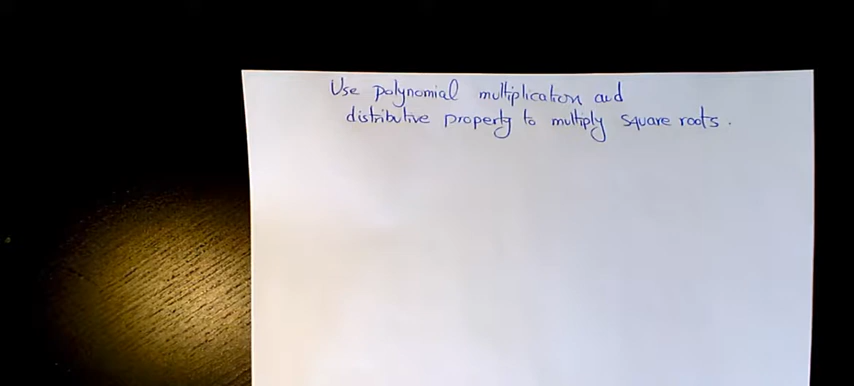 Use polynomial multiplication and
distributive property to multiply square roots.